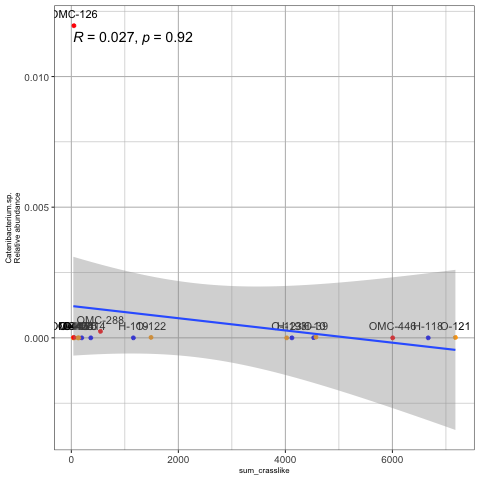 OMC-126
R = 0.027, p = 0.92
0.010
0.005
0.000
Catenibacterium.sp.
Relative abundance
OMC-288
H-109
O-122
O-39
OMC-446
H-118
O-121
0
2000
4000
6000
sum_crasslike